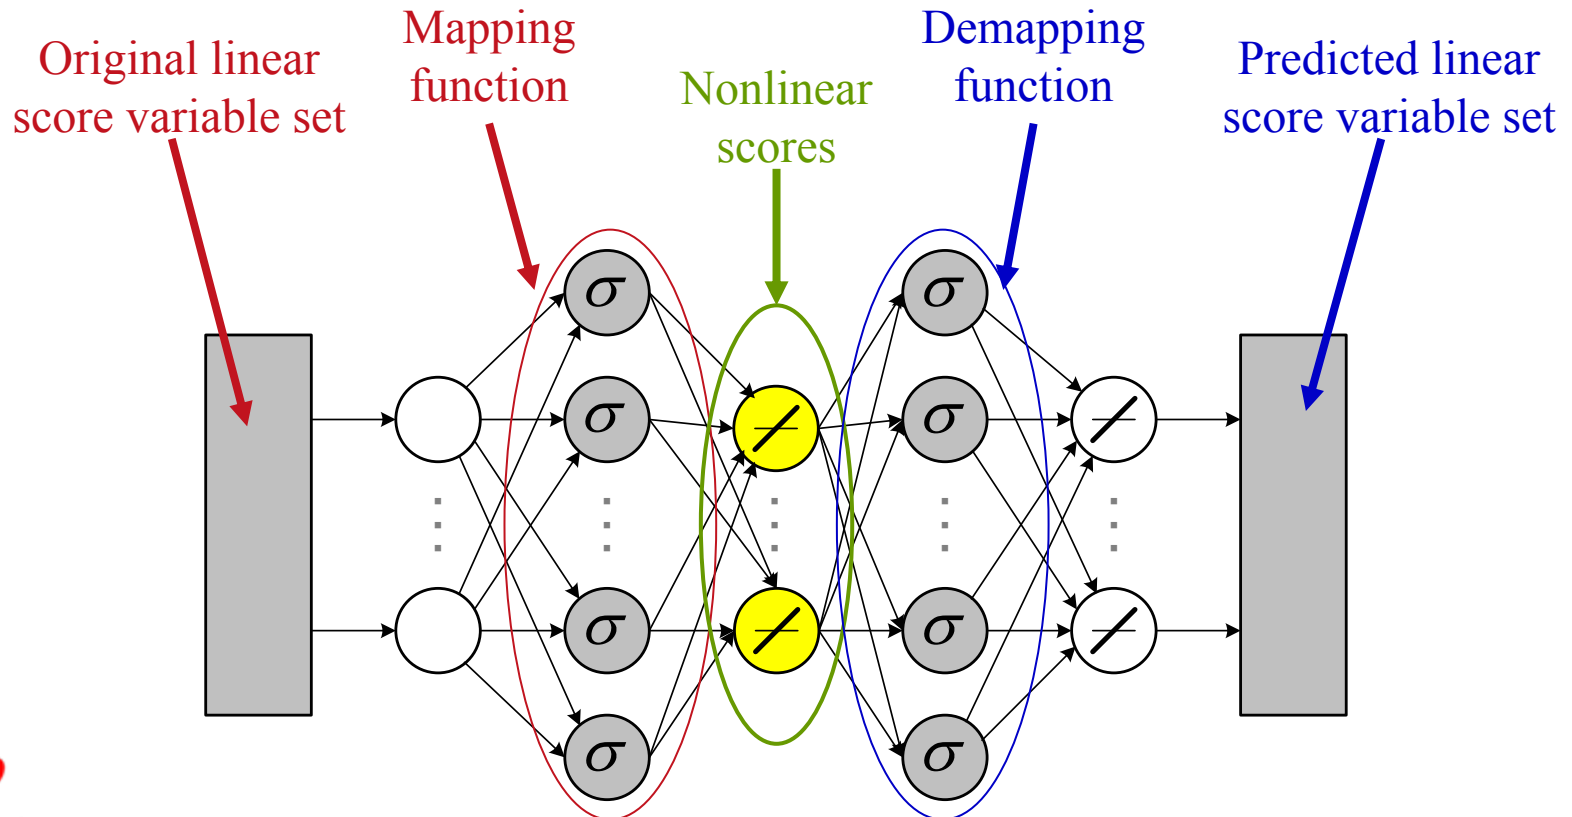 Original linear
score variable set
Mapping
function
Nonlinear
scores
Demapping
function
Predicted linear
score variable set
σ
σ
σ
σ
σ
σ
σ
σ